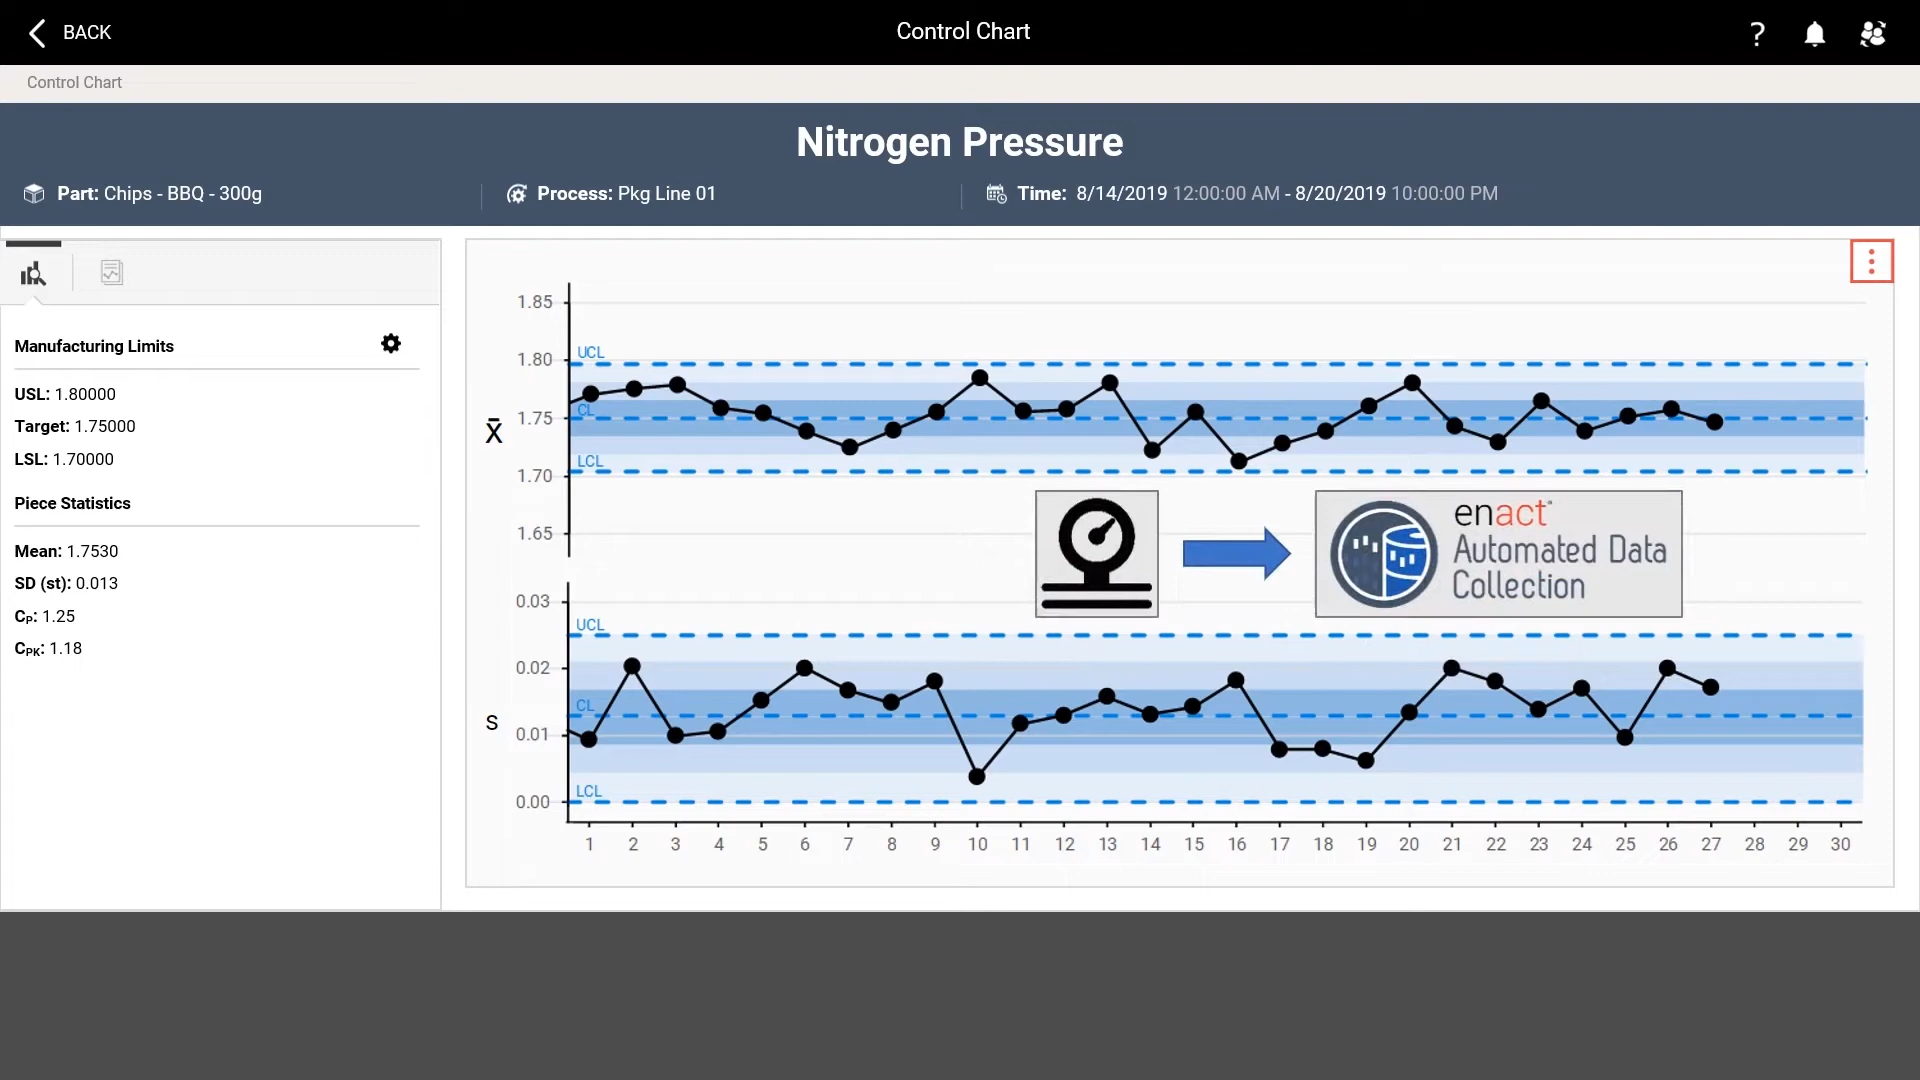 BACK
Control Chart
?
Control Chart
Nitrogen Pressure
Part: Chips - BBQ - 300g
Process: Pkg Line 01
Time: 8/14/2019 12:00:00 AM - 8/20/2019 10:00:00 PM
Manufacturing Limits
USL: 1.80000
Target: 1.75000
LSL: 1.70000
Piece Statistics
Mean: 1.7530
SD (st): 0.013
CP: 1.25
CPK: 1.18
X̄
1.85
1.80
1.75
1.70
1.65
UCL
CL
LCL
enact
Automated Data
Collection
S
0.03
0.02
0.01
0.00
UCL
CL
LCL
1 2 3 4 5 6 7 8 9 10 11 12 13 14 15 16 17 18 19 20 21 22 23 24 25 26 27 28 29 30